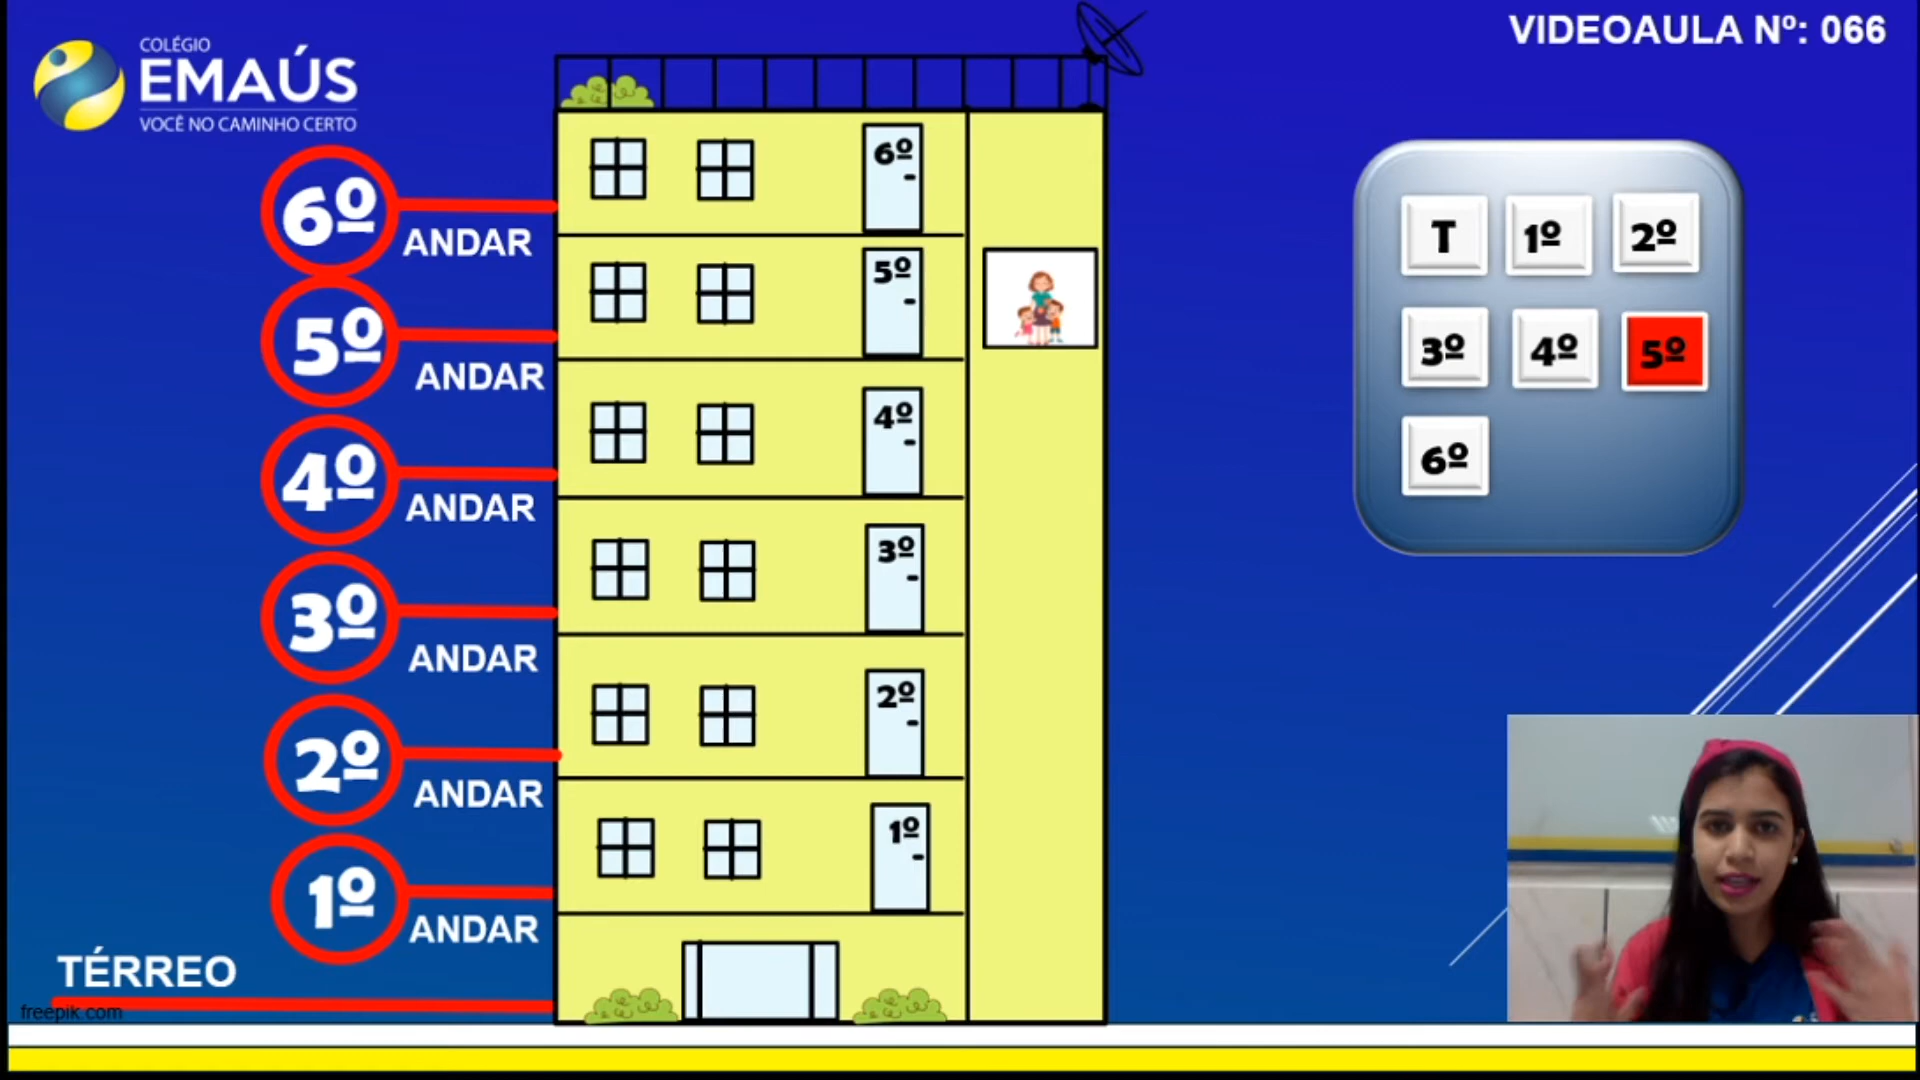 COLÉGIO
EMAÚS
VOCÊ NO CAMINHO CERTO
VIDEOAULA Nº: 066
6º
ANDAR
5º
ANDAR
4º
ANDAR
3º
ANDAR
2º
ANDAR
1º
ANDAR
TÉRREO
freepik.com
6º
5º
4º
3º
2º
1º
T 1º 2º
3º 4º 5º
6º